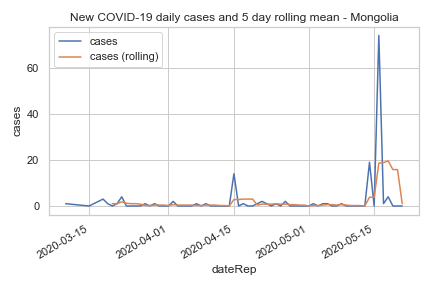 New COVID-19 daily cases and 5 day rolling mean - Mongolia
cases
cases (rolling)
60
40
20
0
cases
2020-03-15
2020-04-01
2020-04-15
2020-05-01
2020-05-15
dateRep